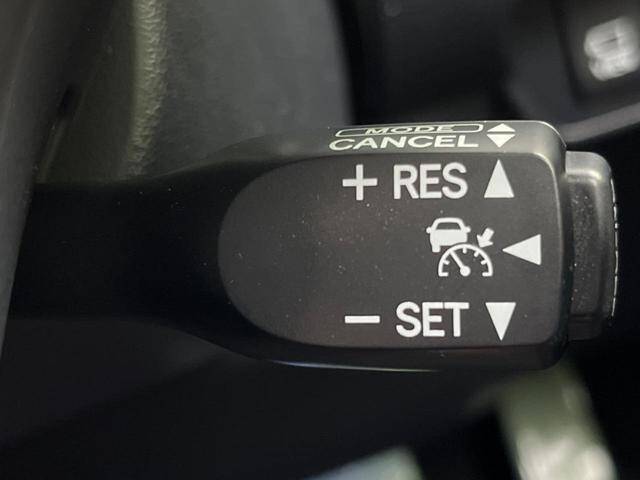 MODE
CANCEL
+ RES
– SET